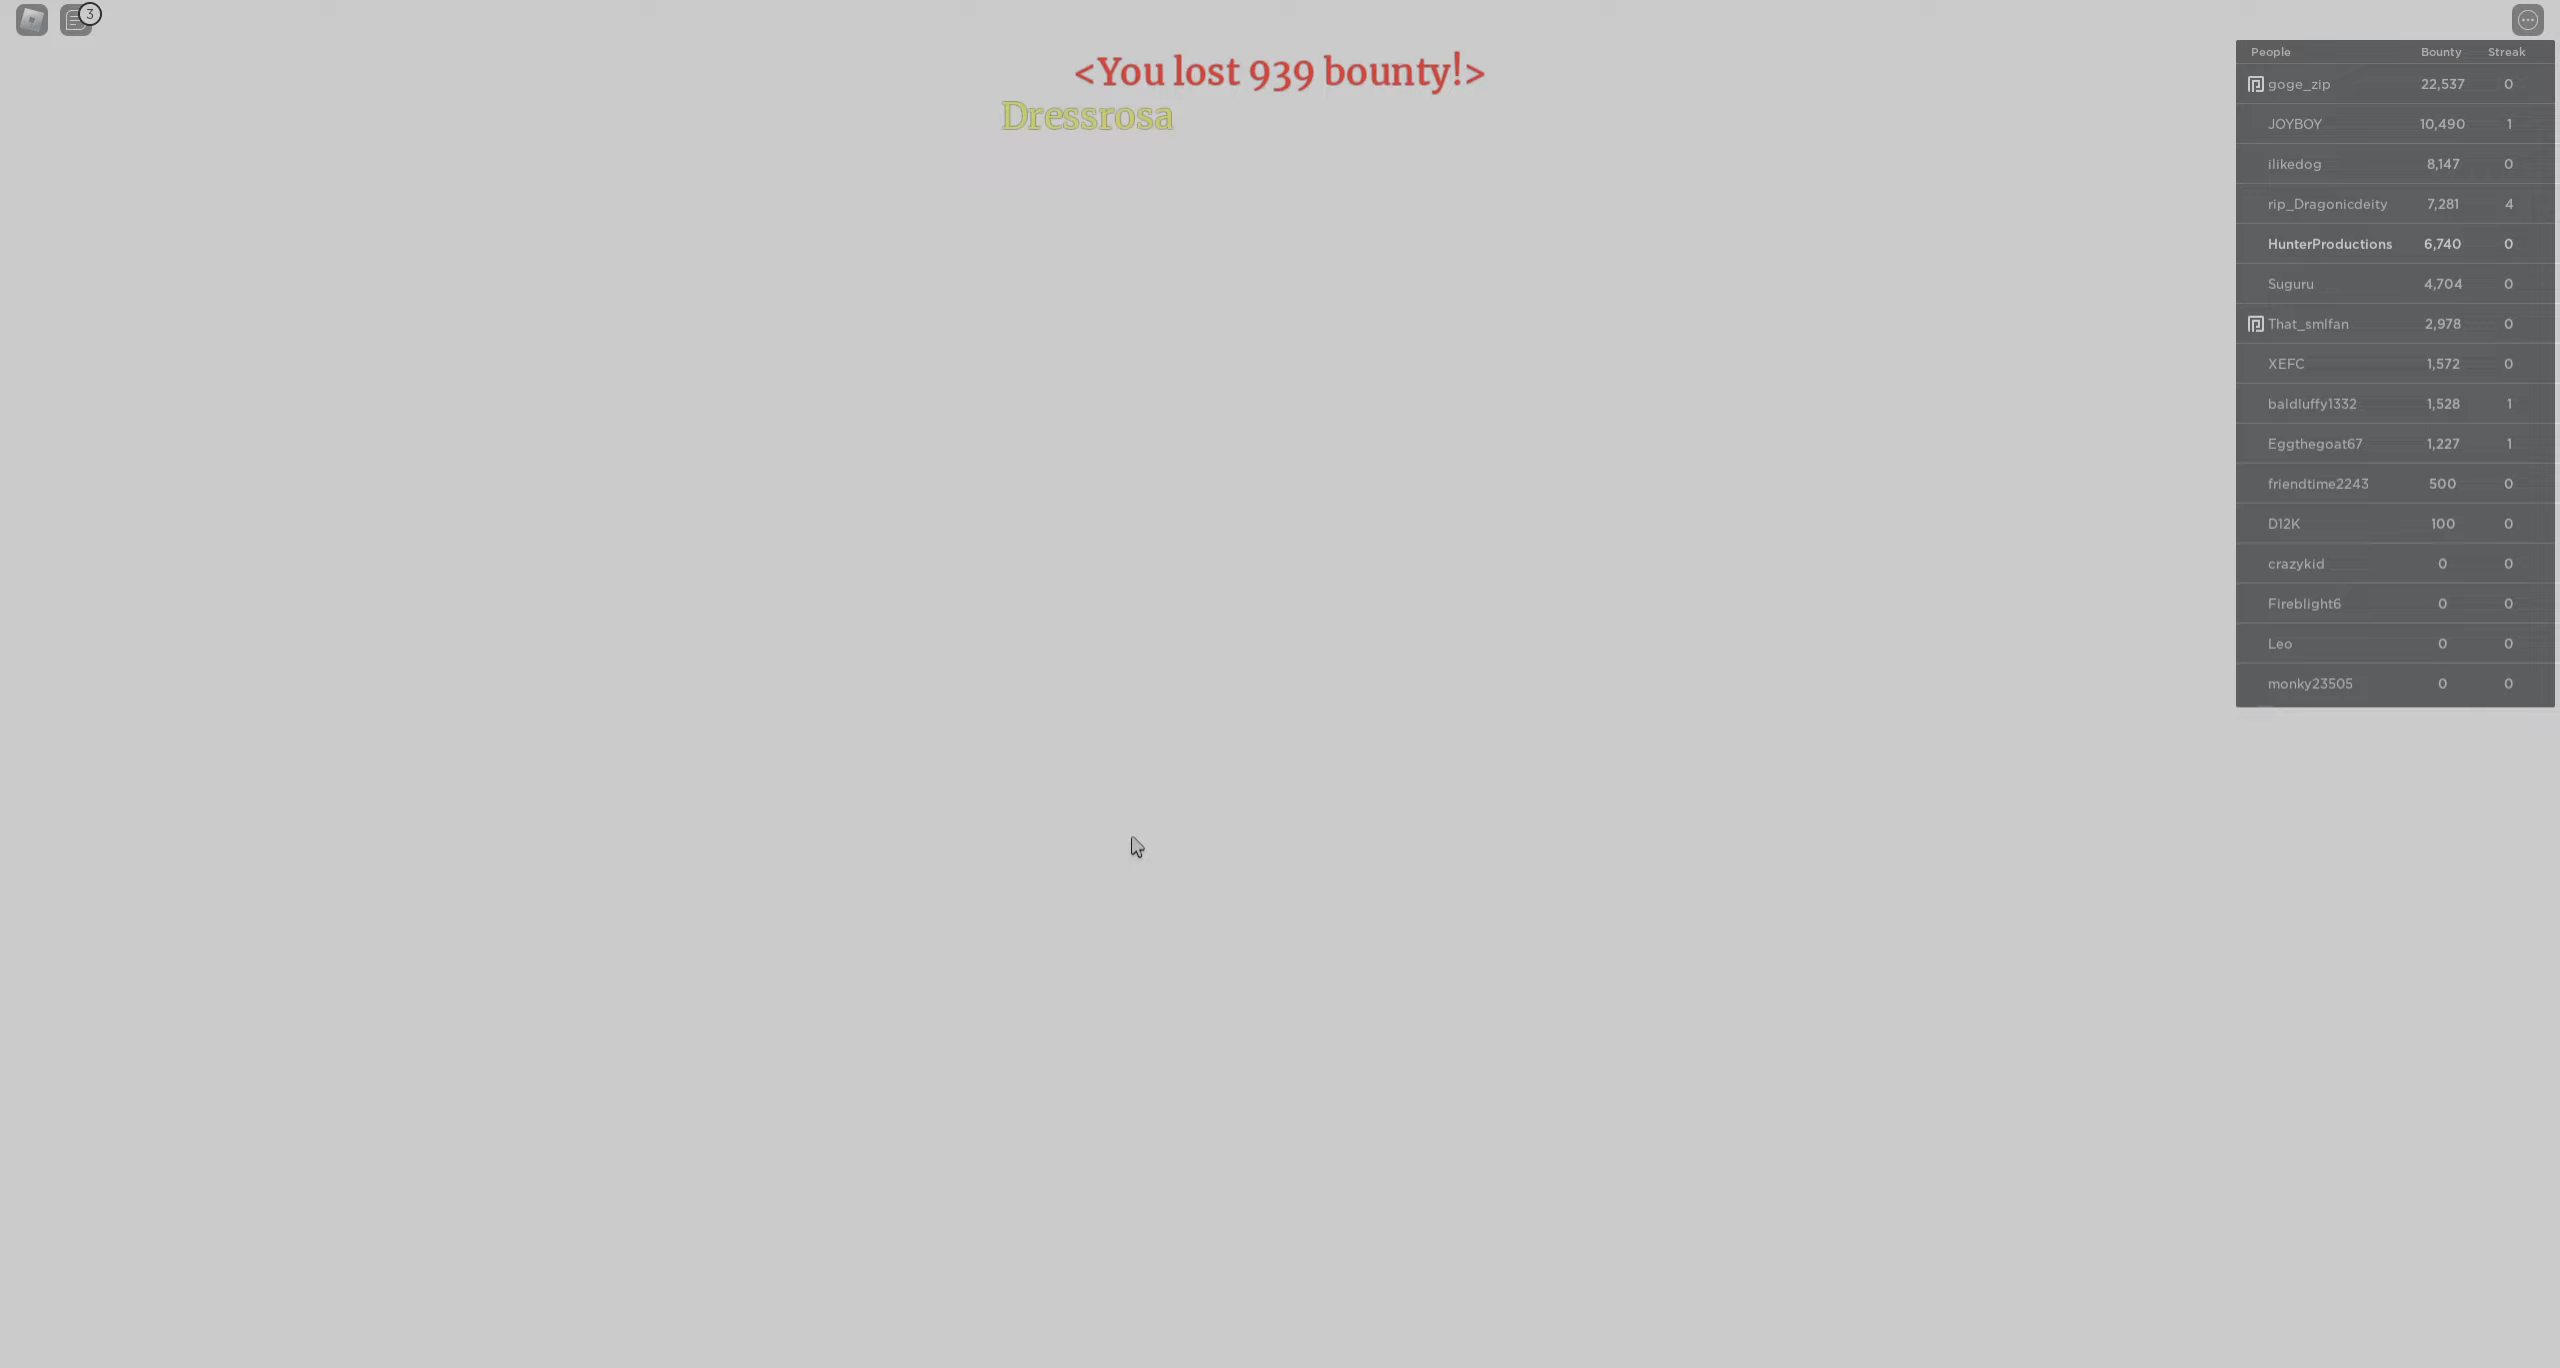 3
<You lost 939 bounty!>
Dressrosa
People Bounty Streak
goge_zip 22,537 0
JOYBOY 10,490 1
ilikedog 8,147 0
rip_Dragonicdeity 7,281 4
HunterProductions 6,740 0
Suguru 4,704 0
That_smlfan 2,978 0
XEFC 1,572 0
baldluffy1332 1,528 1
Eggthegoat67 1,227 1
friendtime2243 500 0
D12K 100 0
crazykid 0 0
Fireblight6 0 0
Leo 0 0
monky23505 0 0